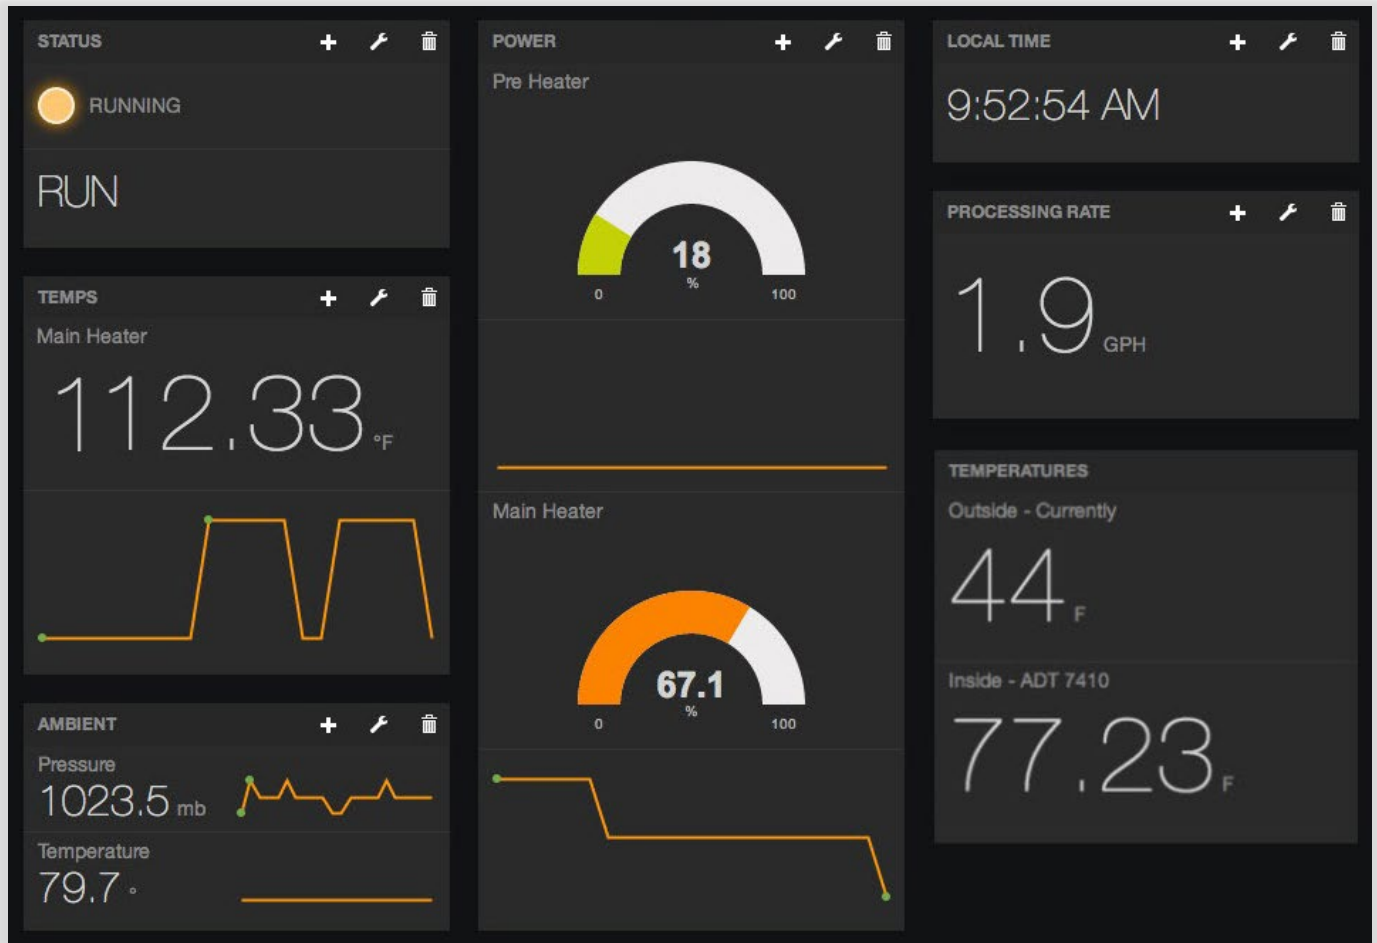 STATUS
RUNNING
RUN
TEMPS
Main Heater
112.33 °F
AMBIENT
Pressure
1023.5 mb
Temperature
79.7 °
POWER
Pre Heater
18
%
0 100
Main Heater
67.1
%
0 100
LOCAL TIME
9:52:54 AM
PROCESSING RATE
1.9 GPH
TEMPERATURES
Outside - Currently
44 F
Inside - ADT 7410
77.23 F